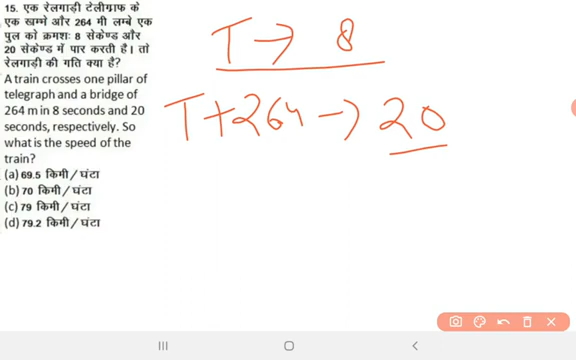 15. एक रेलगाड़ी टेलीग्राफ के
एक खम्भे और 264 मी लम्बे एक
पुल को क्रमशः 8 सेकेण्ड और
20 सेकेण्ड में पार करती है। तो
रेलगाड़ी की गति क्या है?
A train crosses one pillar of
telegraph and a bridge of
264 m in 8 seconds and 20
seconds, respectively. So
what is the speed of the
train?
(a) 69.5 किमी/घंटा
(b) 70 किमी/घंटा
(c) 79 किमी/घंटा
(d) 79.2 किमी/घंटा
T → 8
T+264 → 20